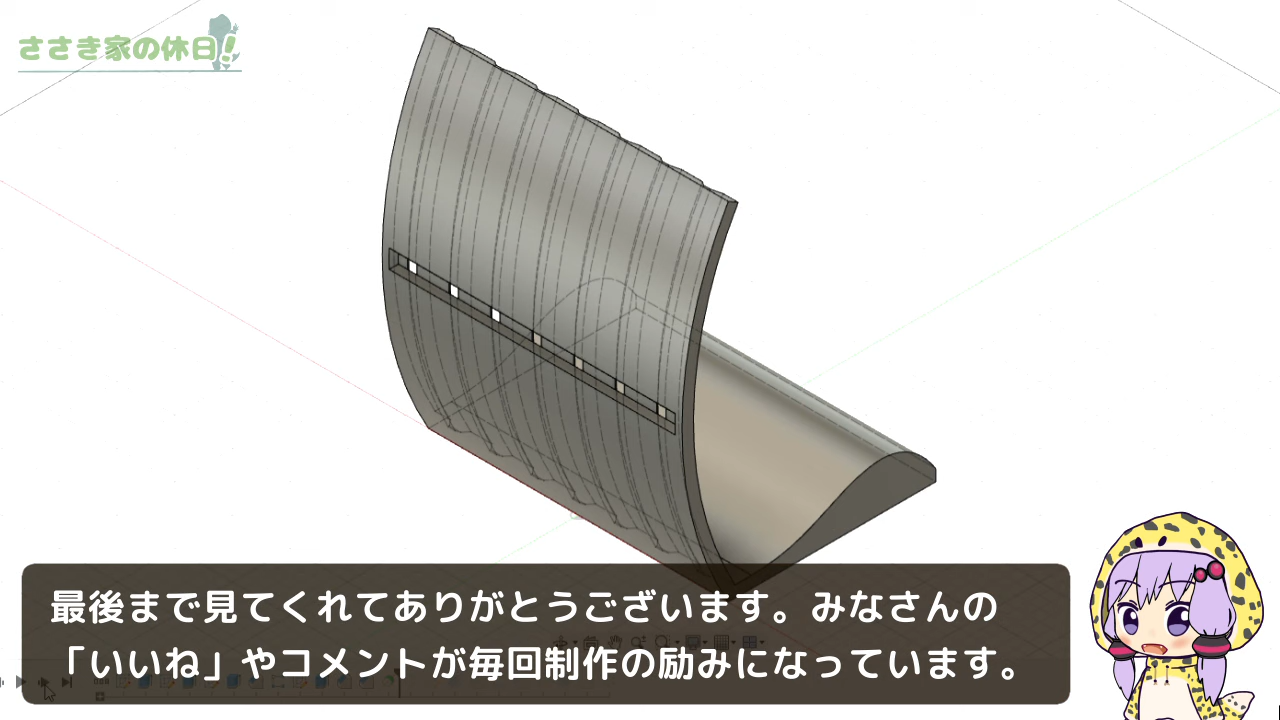 ささき家の休日!
最後まで見てくれてありがとうございます。みなさんの
「いいね」やコメントが毎回制作の励みになっています。